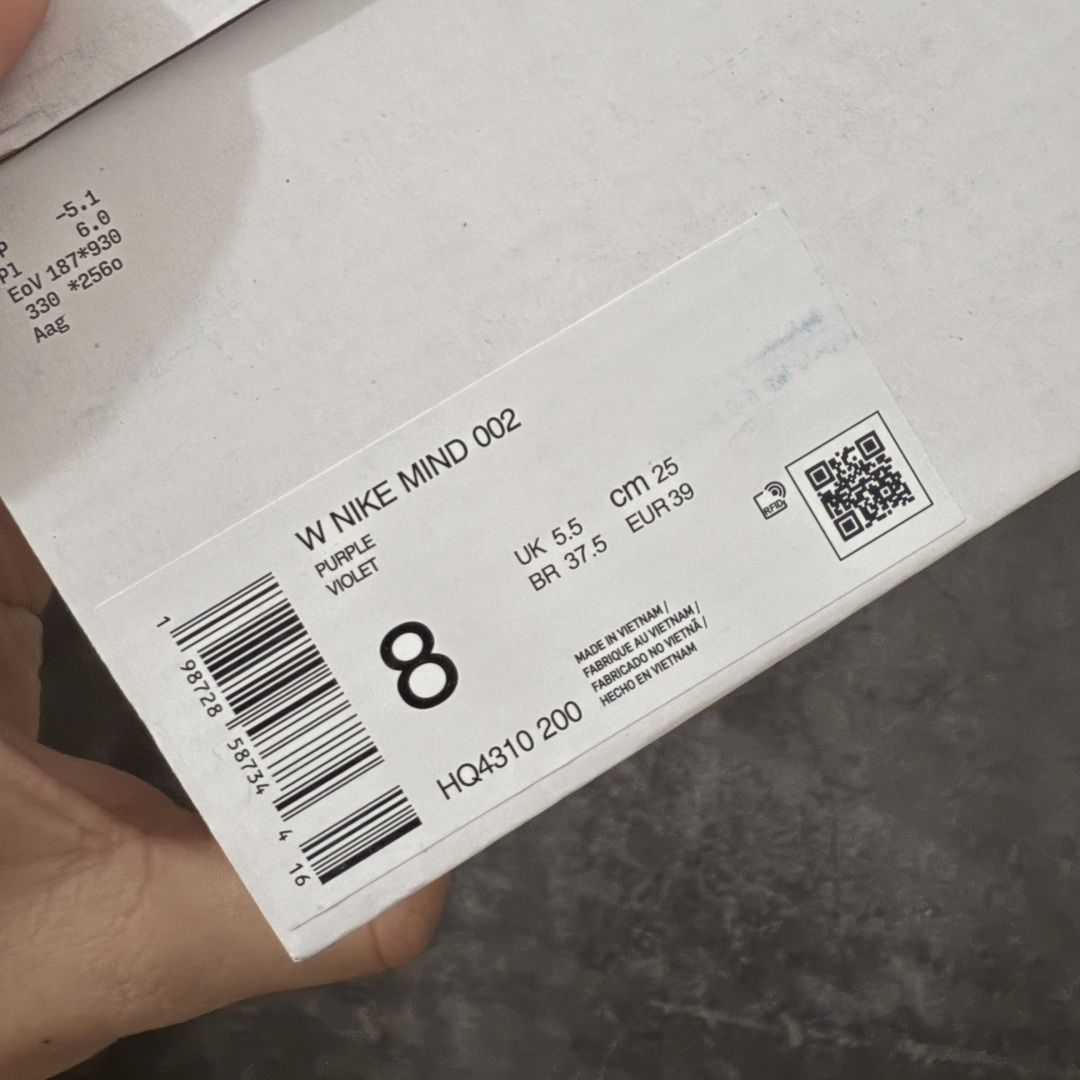 -5.1
6.0
EoV 187*930
330 *256o
Aag
W NIKE MIND 002
PURPLE
VIOLET
UK 5.5 cm 25
BR 37.5 EUR 39
RFID
8
MADE IN VIETNAM /
FABRIQUE AU VIETNAM /
FABRICADO NO VIETNÃ /
HECHO EN VIETNAM
HQ4310 200
1 98728 58734 4 16